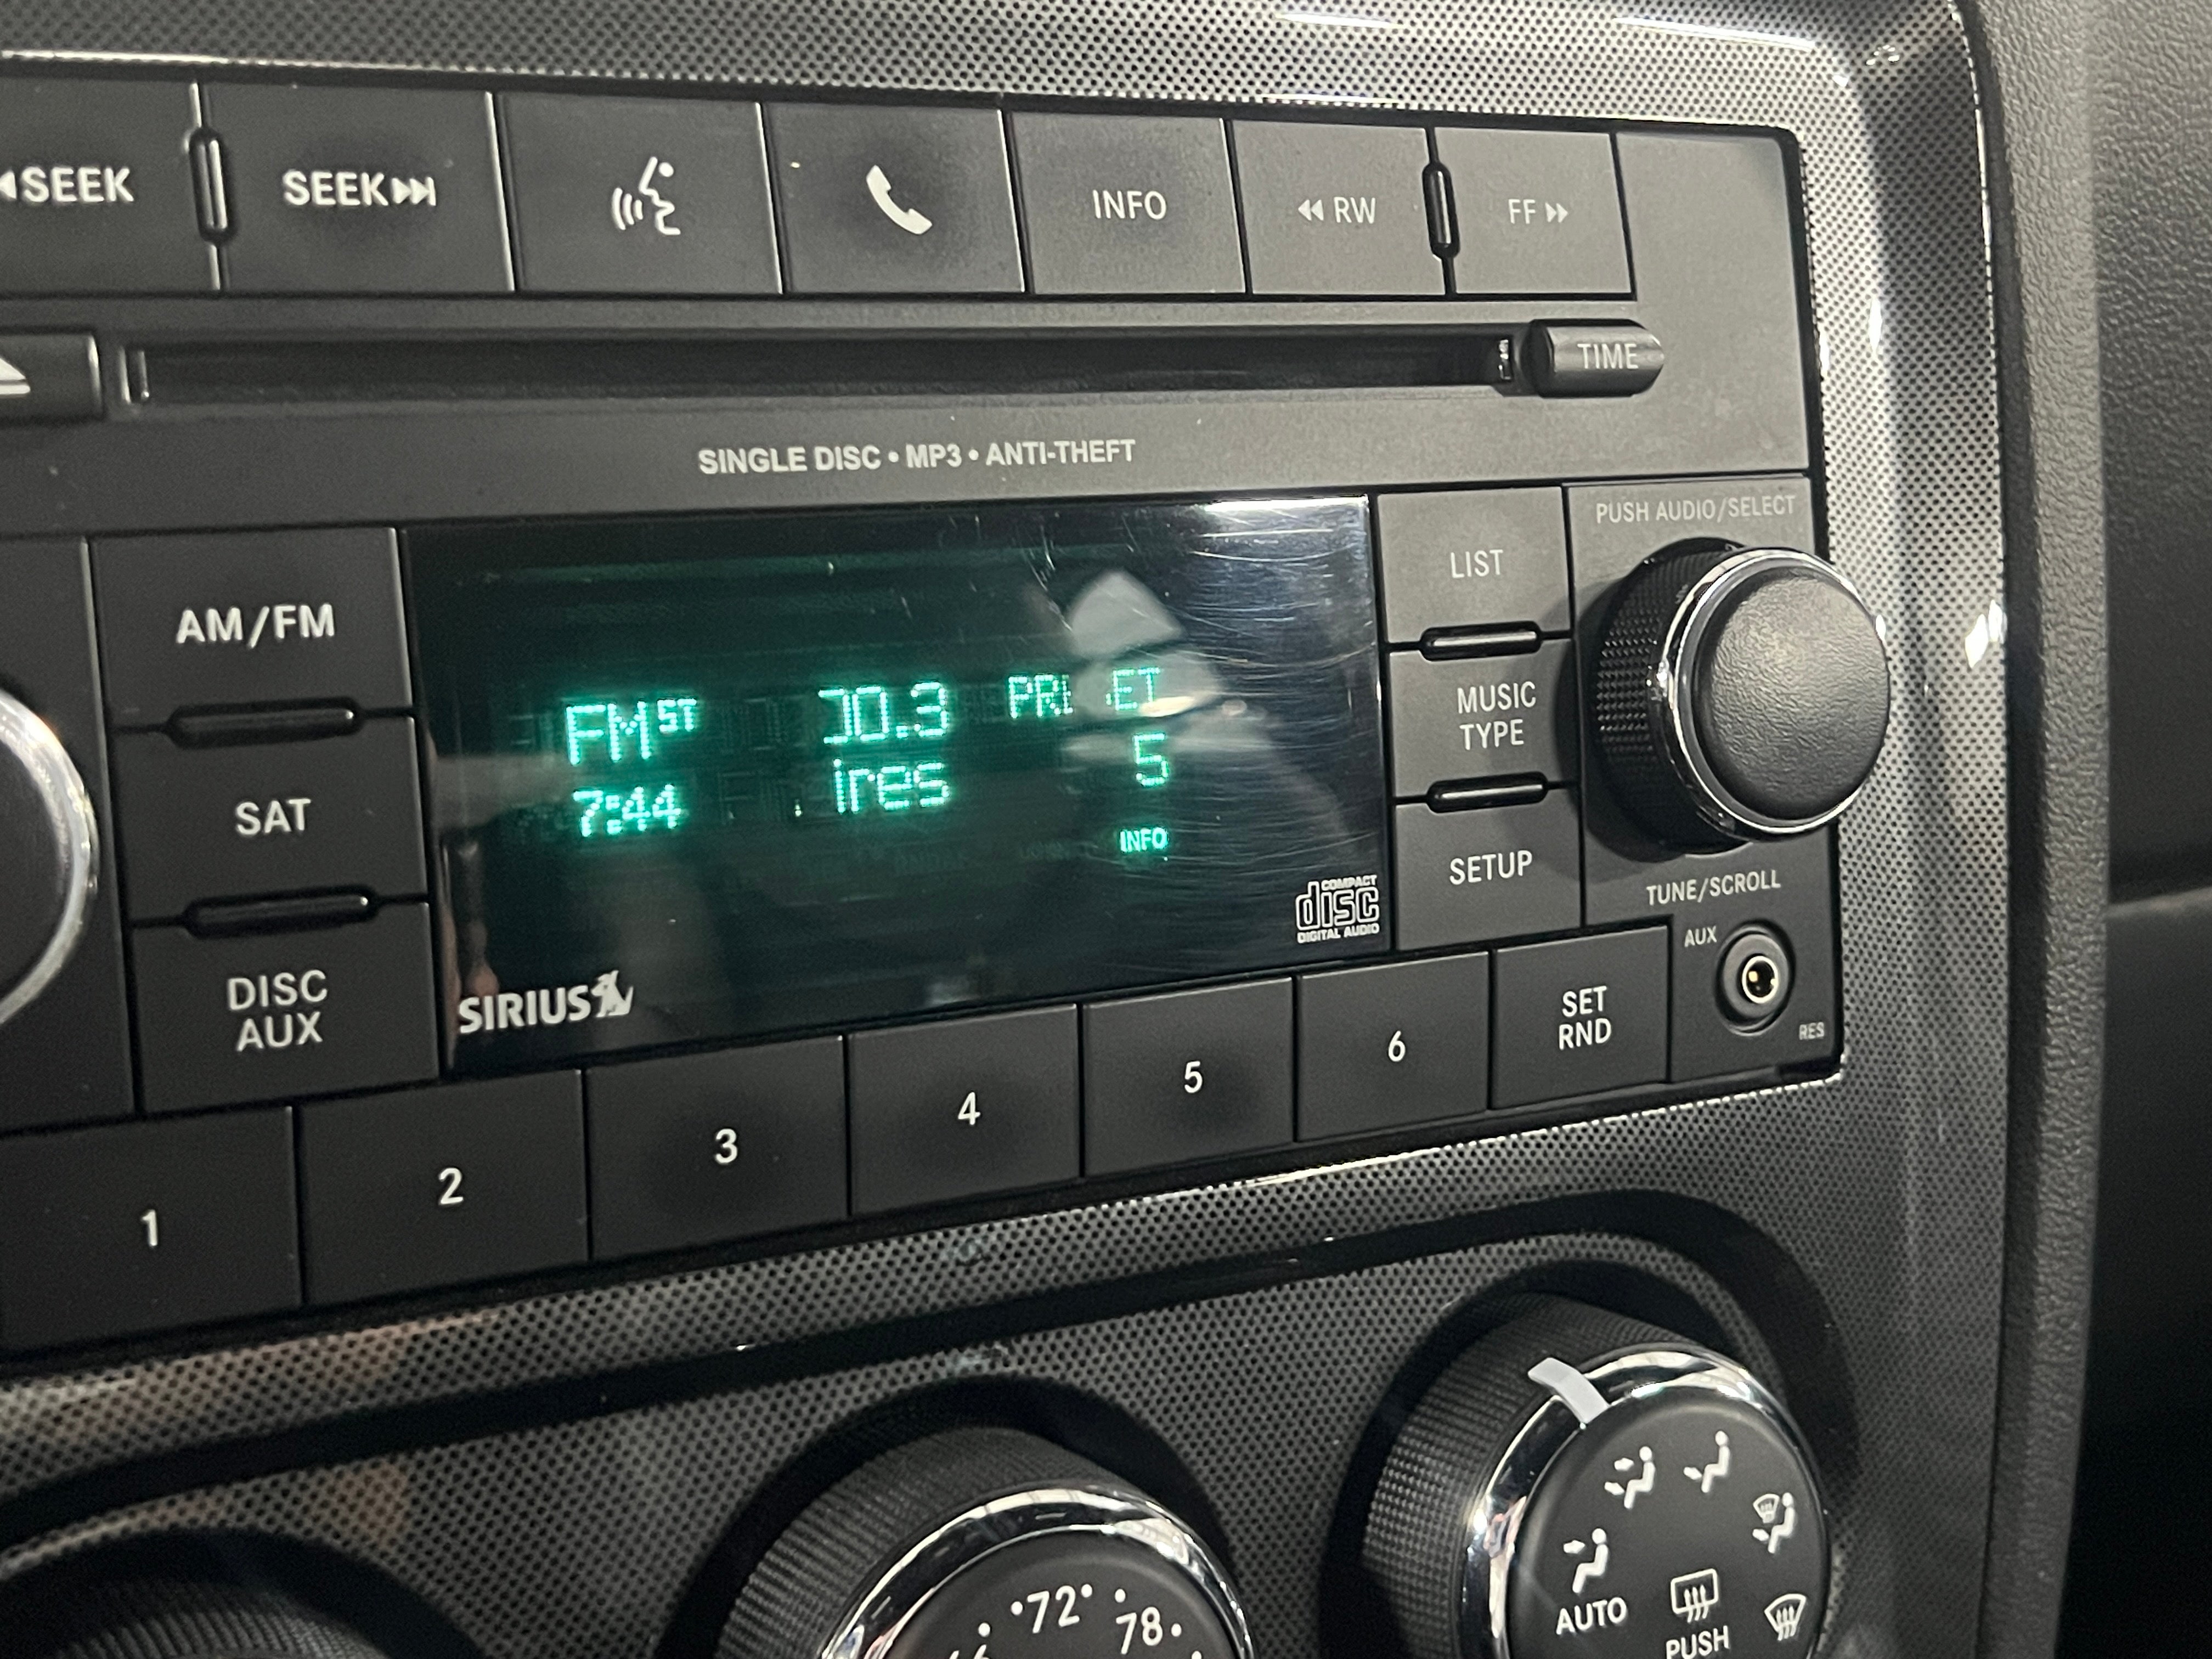 SEEK
SEEK
INFO
RW
FF
TIME
SINGLE DISC • MP3 • ANTI-THEFT
PUSH AUDIO/SELECT
LIST
AM/FM
MUSIC
TYPE
FM ST
0.3
7:44
ires
5
INFO
SAT
SETUP
TUNE/SCROLL
COMPACT
disc
DIGITAL AUDIO
AUX
RES
DISC
AUX
SIRIUS
SET
RND
1
2
3
4
5
6
72
78
AUTO
PUSH